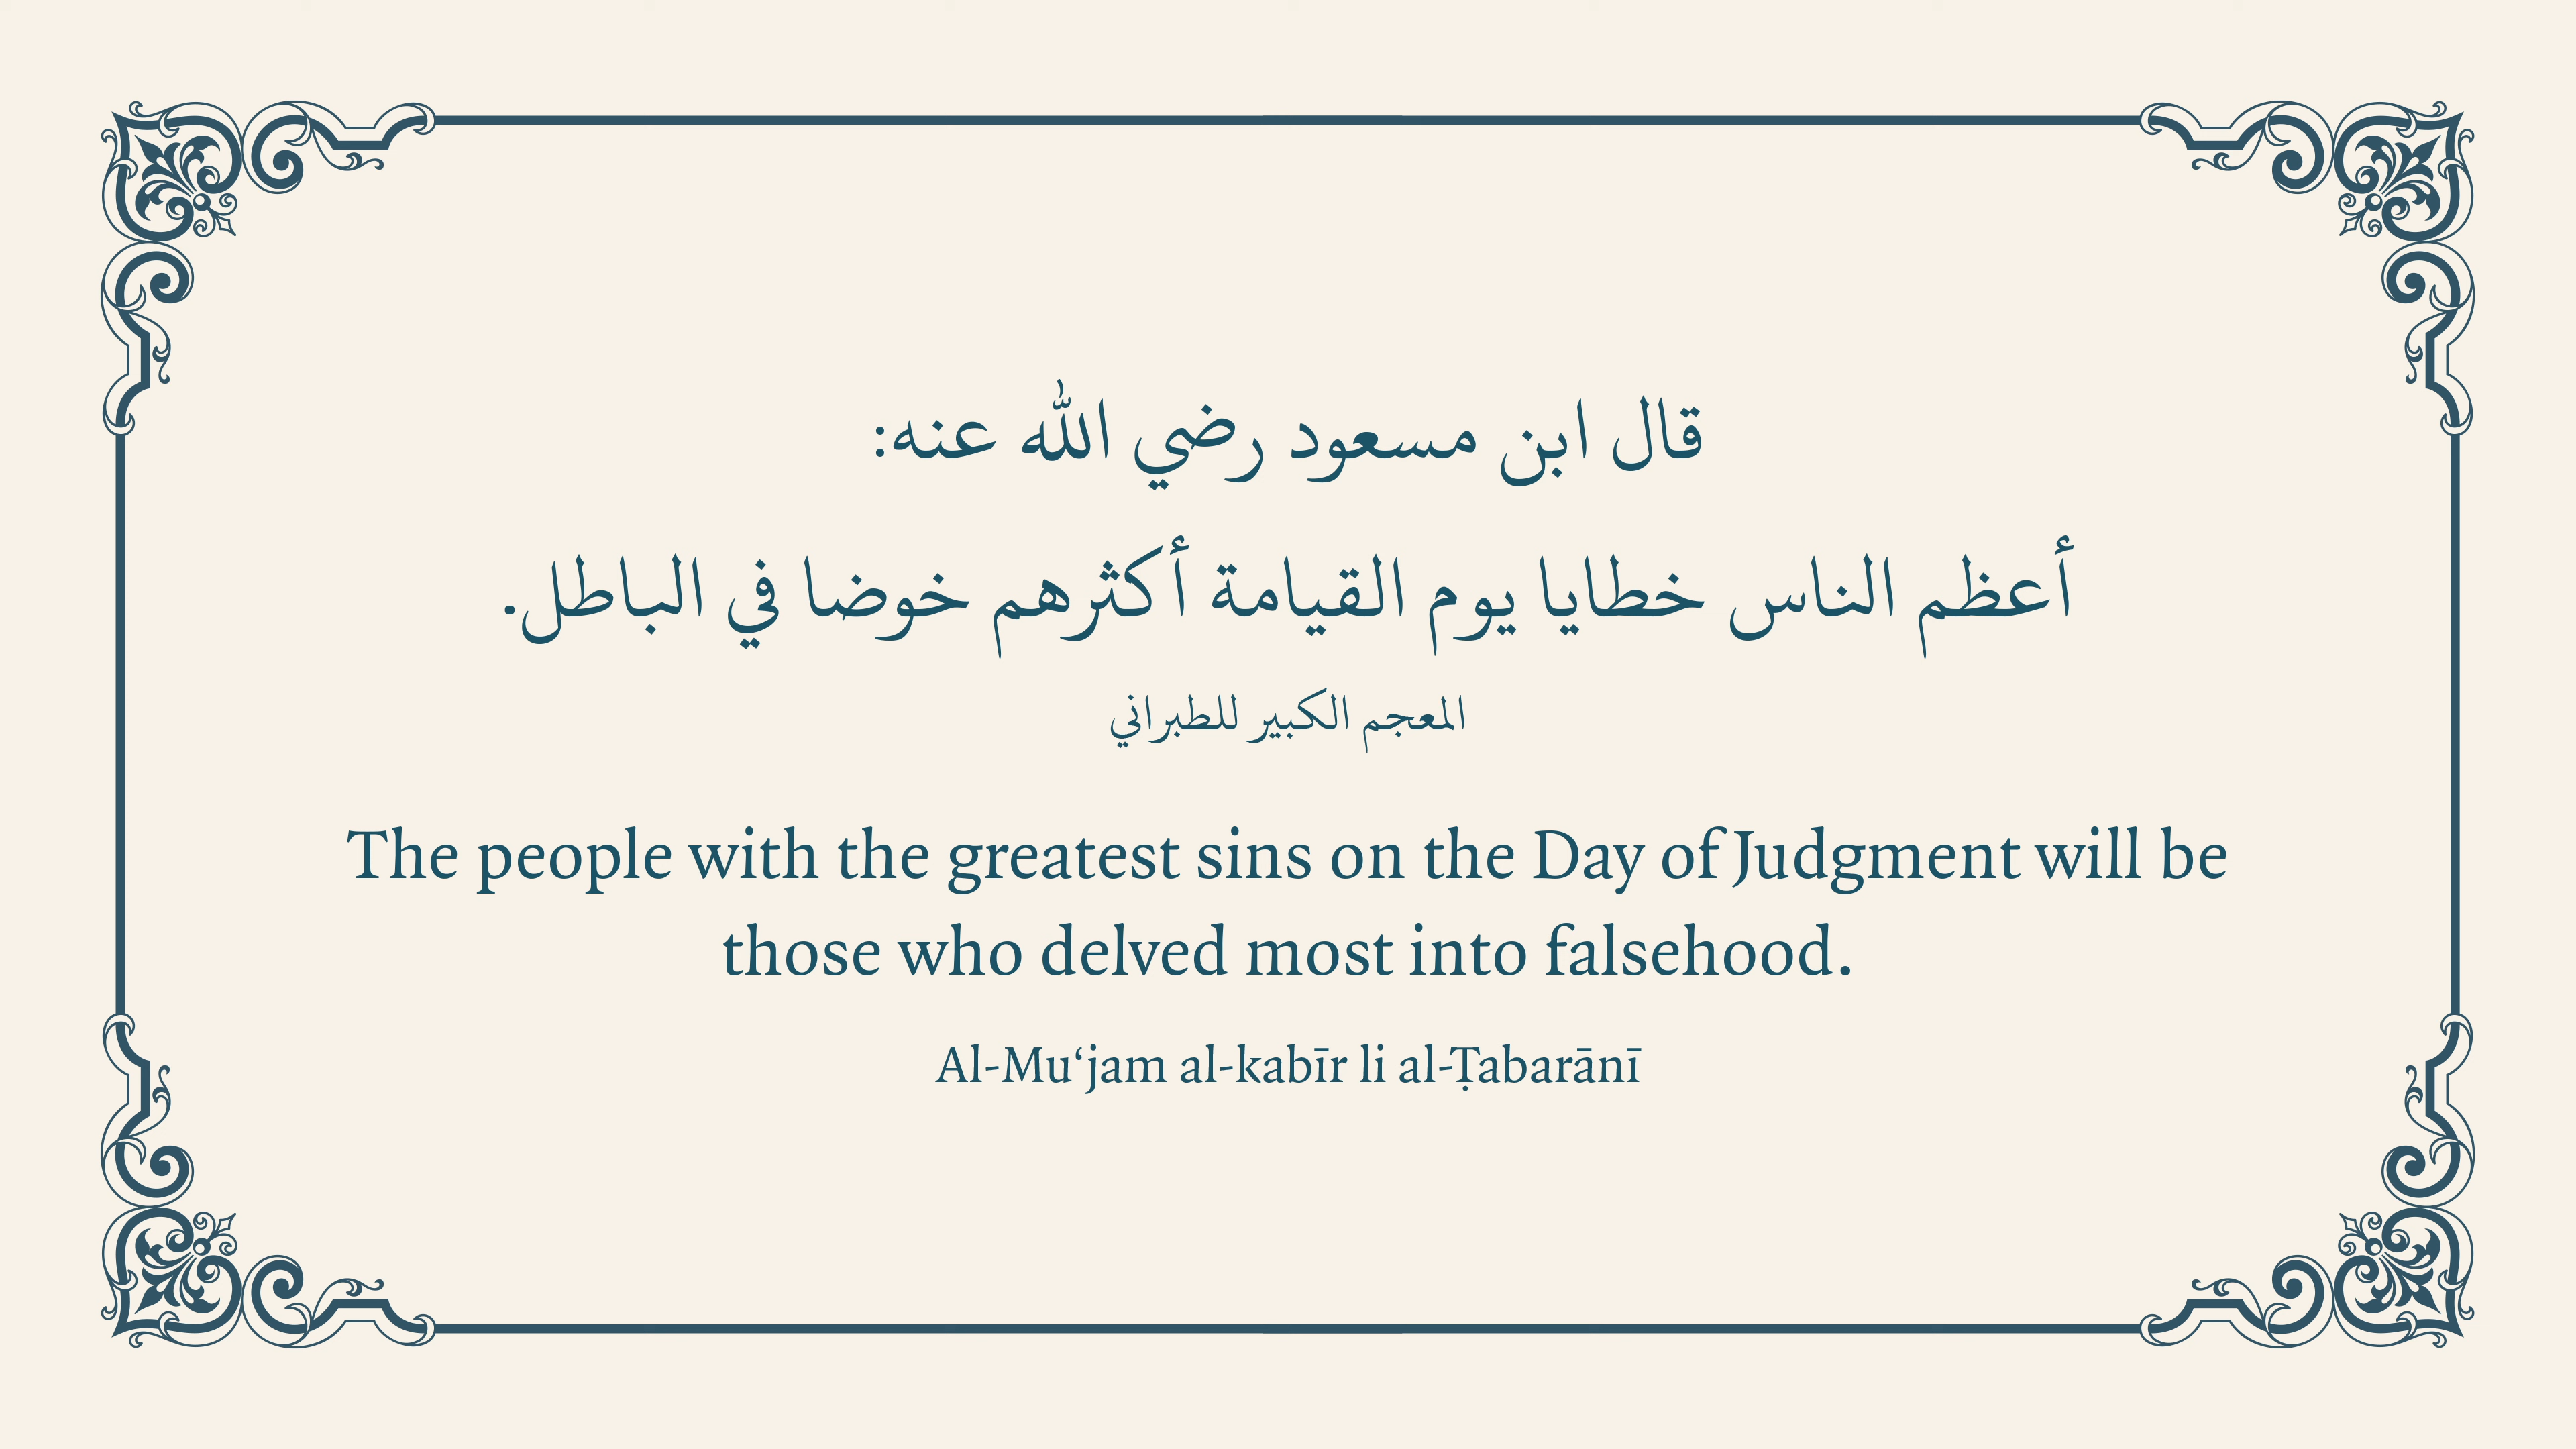 قال ابن مسعود رضي الله عنه:
أعظم الناس خطايا يوم القيامة أكثرهم خوضا في الباطل.
المعجم الكبير للطبراني
The people with the greatest sins on the Day of Judgment will be
those who delved most into falsehood.
Al-Mu‘jam al-kabīr li al-Ṭabarānī